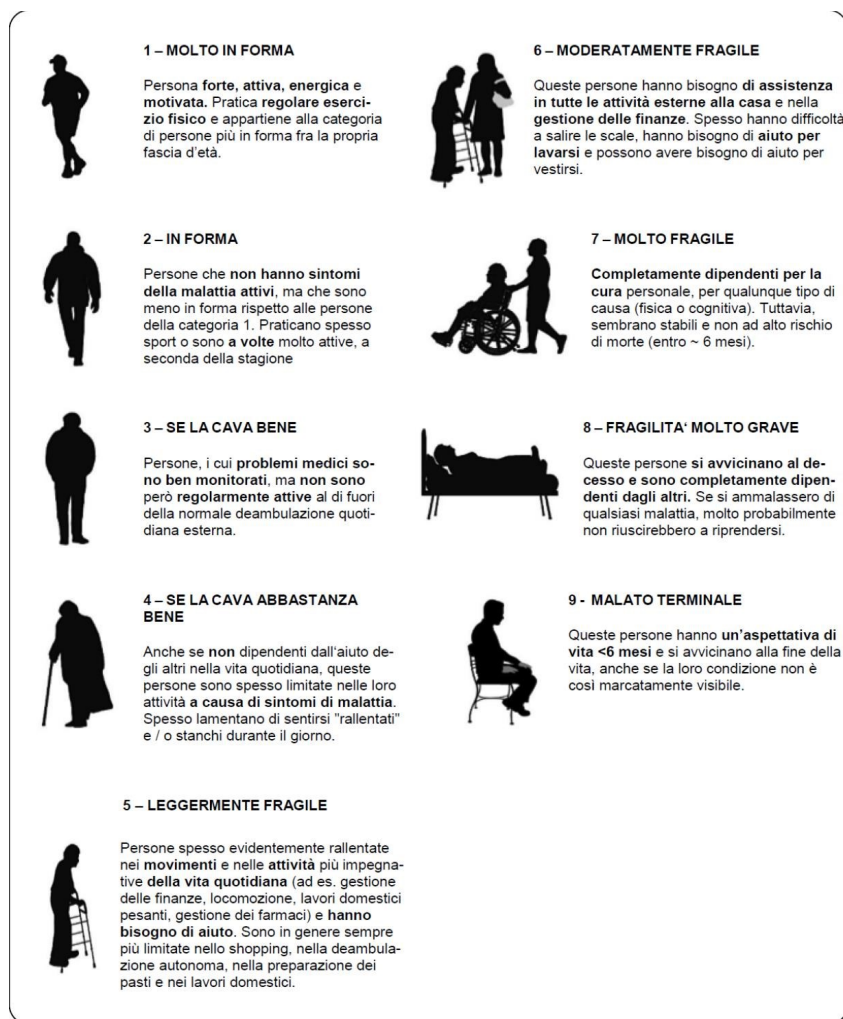 1 – MOLTO IN FORMA
Persona forte, attiva, energica e
motivata. Pratica regolare eserci-
zio fisico e appartiene alla categoria
di persone più in forma fra la propria
fascia d'età.
2 – IN FORMA
Persone che non hanno sintomi
della malattia attivi, ma che sono
meno in forma rispetto alle persone
della categoria 1. Praticano spesso
sport o sono a volte molto attive, a
seconda della stagione
3 – SE LA CAVA BENE
Persone, i cui problemi medici so-
no ben monitorati, ma non sono
però regolarmente attive al di fuori
della normale deambulazione quoti-
diana esterna.
4 – SE LA CAVA ABBASTANZA
BENE
Anche se non dipendenti dall'aiuto de-
gli altri nella vita quotidiana, queste
persone sono spesso limitate nelle loro
attività a causa di sintomi di malattia.
Spesso lamentano di sentirsi "rallentati"
e / o stanchi durante il giorno.
5 – LEGGERMENTE FRAGILE
Persone spesso evidentemente rallentate
nei movimenti e nelle attività più impegna-
tive della vita quotidiana (ad es. gestione
delle finanze, locomozione, lavori domestici
pesanti, gestione dei farmaci) e hanno
bisogno di aiuto. Sono in genere sempre
più limitate nello shopping, nella deambula-
zione autonoma, nella preparazione dei
pasti e nei lavori domestici.
6 – MODERATAMENTE FRAGILE
Queste persone hanno bisogno di assistenza
in tutte le attività esterne alla casa e nella
gestione delle finanze. Spesso hanno difficoltà
a salire le scale, hanno bisogno di aiuto per
lavarsi e possono avere bisogno di aiuto per
vestirsi.
7 – MOLTO FRAGILE
Completamente dipendenti per la
cura personale, per qualunque tipo di
causa (fisica o cognitiva). Tuttavia,
sembrano stabili e non ad alto rischio
di morte (entro ~ 6 mesi).
8 – FRAGILITA' MOLTO GRAVE
Queste persone si avvicinano al de-
cesso e sono completamente dipen-
denti dagli altri. Se si ammalassero di
qualsiasi malattia, molto probabilmente
non riuscirebbero a riprendersi.
9 - MALATO TERMINALE
Queste persone hanno un'aspettativa di
vita <6 mesi e si avvicinano alla fine della
vita, anche se la loro condizione non è
così marcatamente visibile.